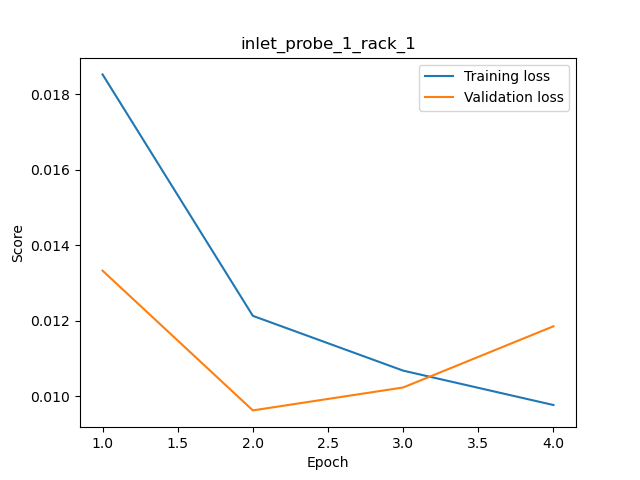 inlet_probe_1_rack_1
Training loss
Validation loss
0.018
0.016
0.014
0.012
0.010
Score
1.0
1.5
2.0
2.5
3.0
3.5
4.0
Epoch